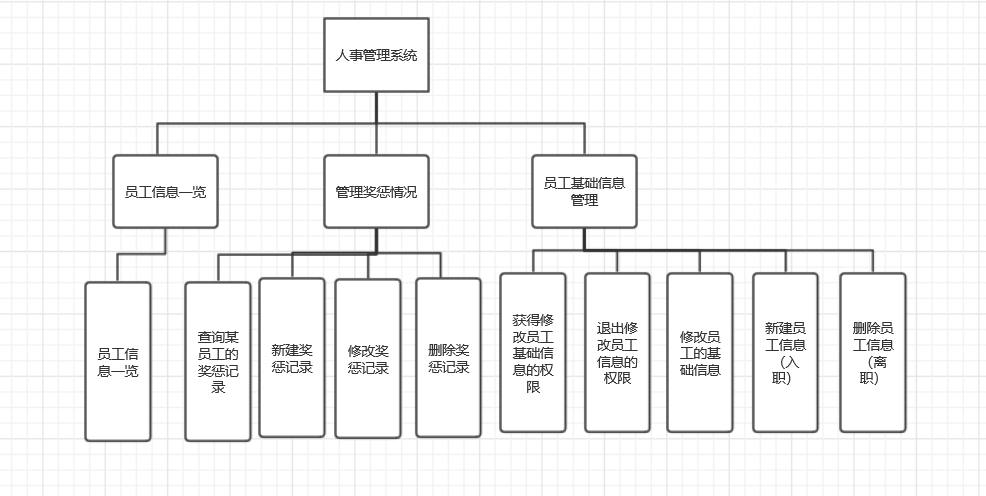 人事管理系统
员工信息一览
管理奖惩情况
员工基础信息
管理
员工信
息一览
查询某
员工的
奖惩记
录
新建奖
惩记录
修改奖
惩记录
删除奖
惩记录
获得修
改员工
基础信
息的权
限
退出修
改员工
信息的
权限
修改员
工的基
础信息
新建员
工信息
（入
职）
删除员
工信息
（离
职）